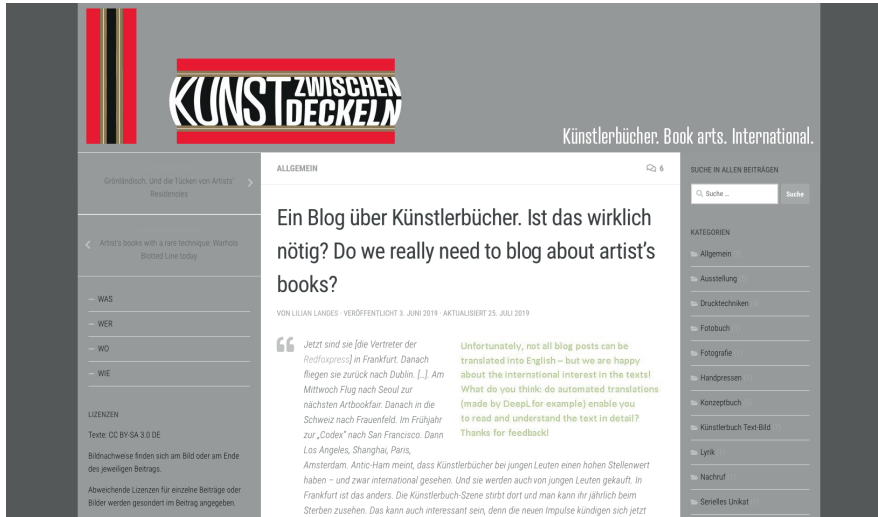 KUNST ZWISCHEN DECKELN
Künstlerbücher. Book arts. International.
Grönländisch, Und die Tücken von Artists'
Residencies
Artist's books with a rare technique: Warhols
Blotted Line today
— WAS
— WER
— WO
— WIE
LIZENZEN
Texte: CC BY-SA 3.0 DE
Bildnachweise finden sich am Bild oder am Ende
des jeweiligen Beitrags.
Abweichende Lizenzen für einzelne Beiträge oder
Bilder werden gesondert im Beitrag angegeben.
ALLGEMEIN
6
Ein Blog über Künstlerbücher. Ist das wirklich
nötig? Do we really need to blog about artist's
books?
VON LILIAN LANDES · VERÖFFENTLICHT 3. JUNI 2019 · AKTUALISIERT 25. JULI 2019
Jetzt sind sie [die Vertreter der
Redfoxpress] in Frankfurt. Danach
fliegen sie zurück nach Dublin. [...]. Am
Mittwoch Flug nach Seoul zur
nächsten Artbookfair. Danach in die
Schweiz nach Frauenfeld. Im Frühjahr
zur „Codex" nach San Francisco. Dann
Los Angeles, Shanghai, Paris,
Amsterdam. Antic-Ham meint, dass Künstlerbücher bei jungen Leuten einen hohen Stellenwert
haben – und zwar international gesehen. Und sie werden auch von jungen Leuten gekauft. In
Frankfurt ist das anders. Die Künstlerbuch-Szene stirbt dort und man kann ihr jährlich beim
Sterben zusehen. Das kann auch interessant sein, denn die neuen Impulse kündigen sich jetzt
Unfortunately, not all blog posts can be
translated into English – but we are happy
about the international interest in the texts!
What do you think: do automated translations
(made by DeepL for example) enable you
to read and understand the text in detail?
Thanks for feedback!
SUCHE IN ALLEN BEITRÄGEN
Suche …
Suche
KATEGORIEN
Allgemein
Ausstellung
Drucktechniken
Fotobuch
Fotografie
Handpressen
Konzeptbuch
Künstlerbuch Text-Bild
Lyrik
Nachruf
Serielles Unikat